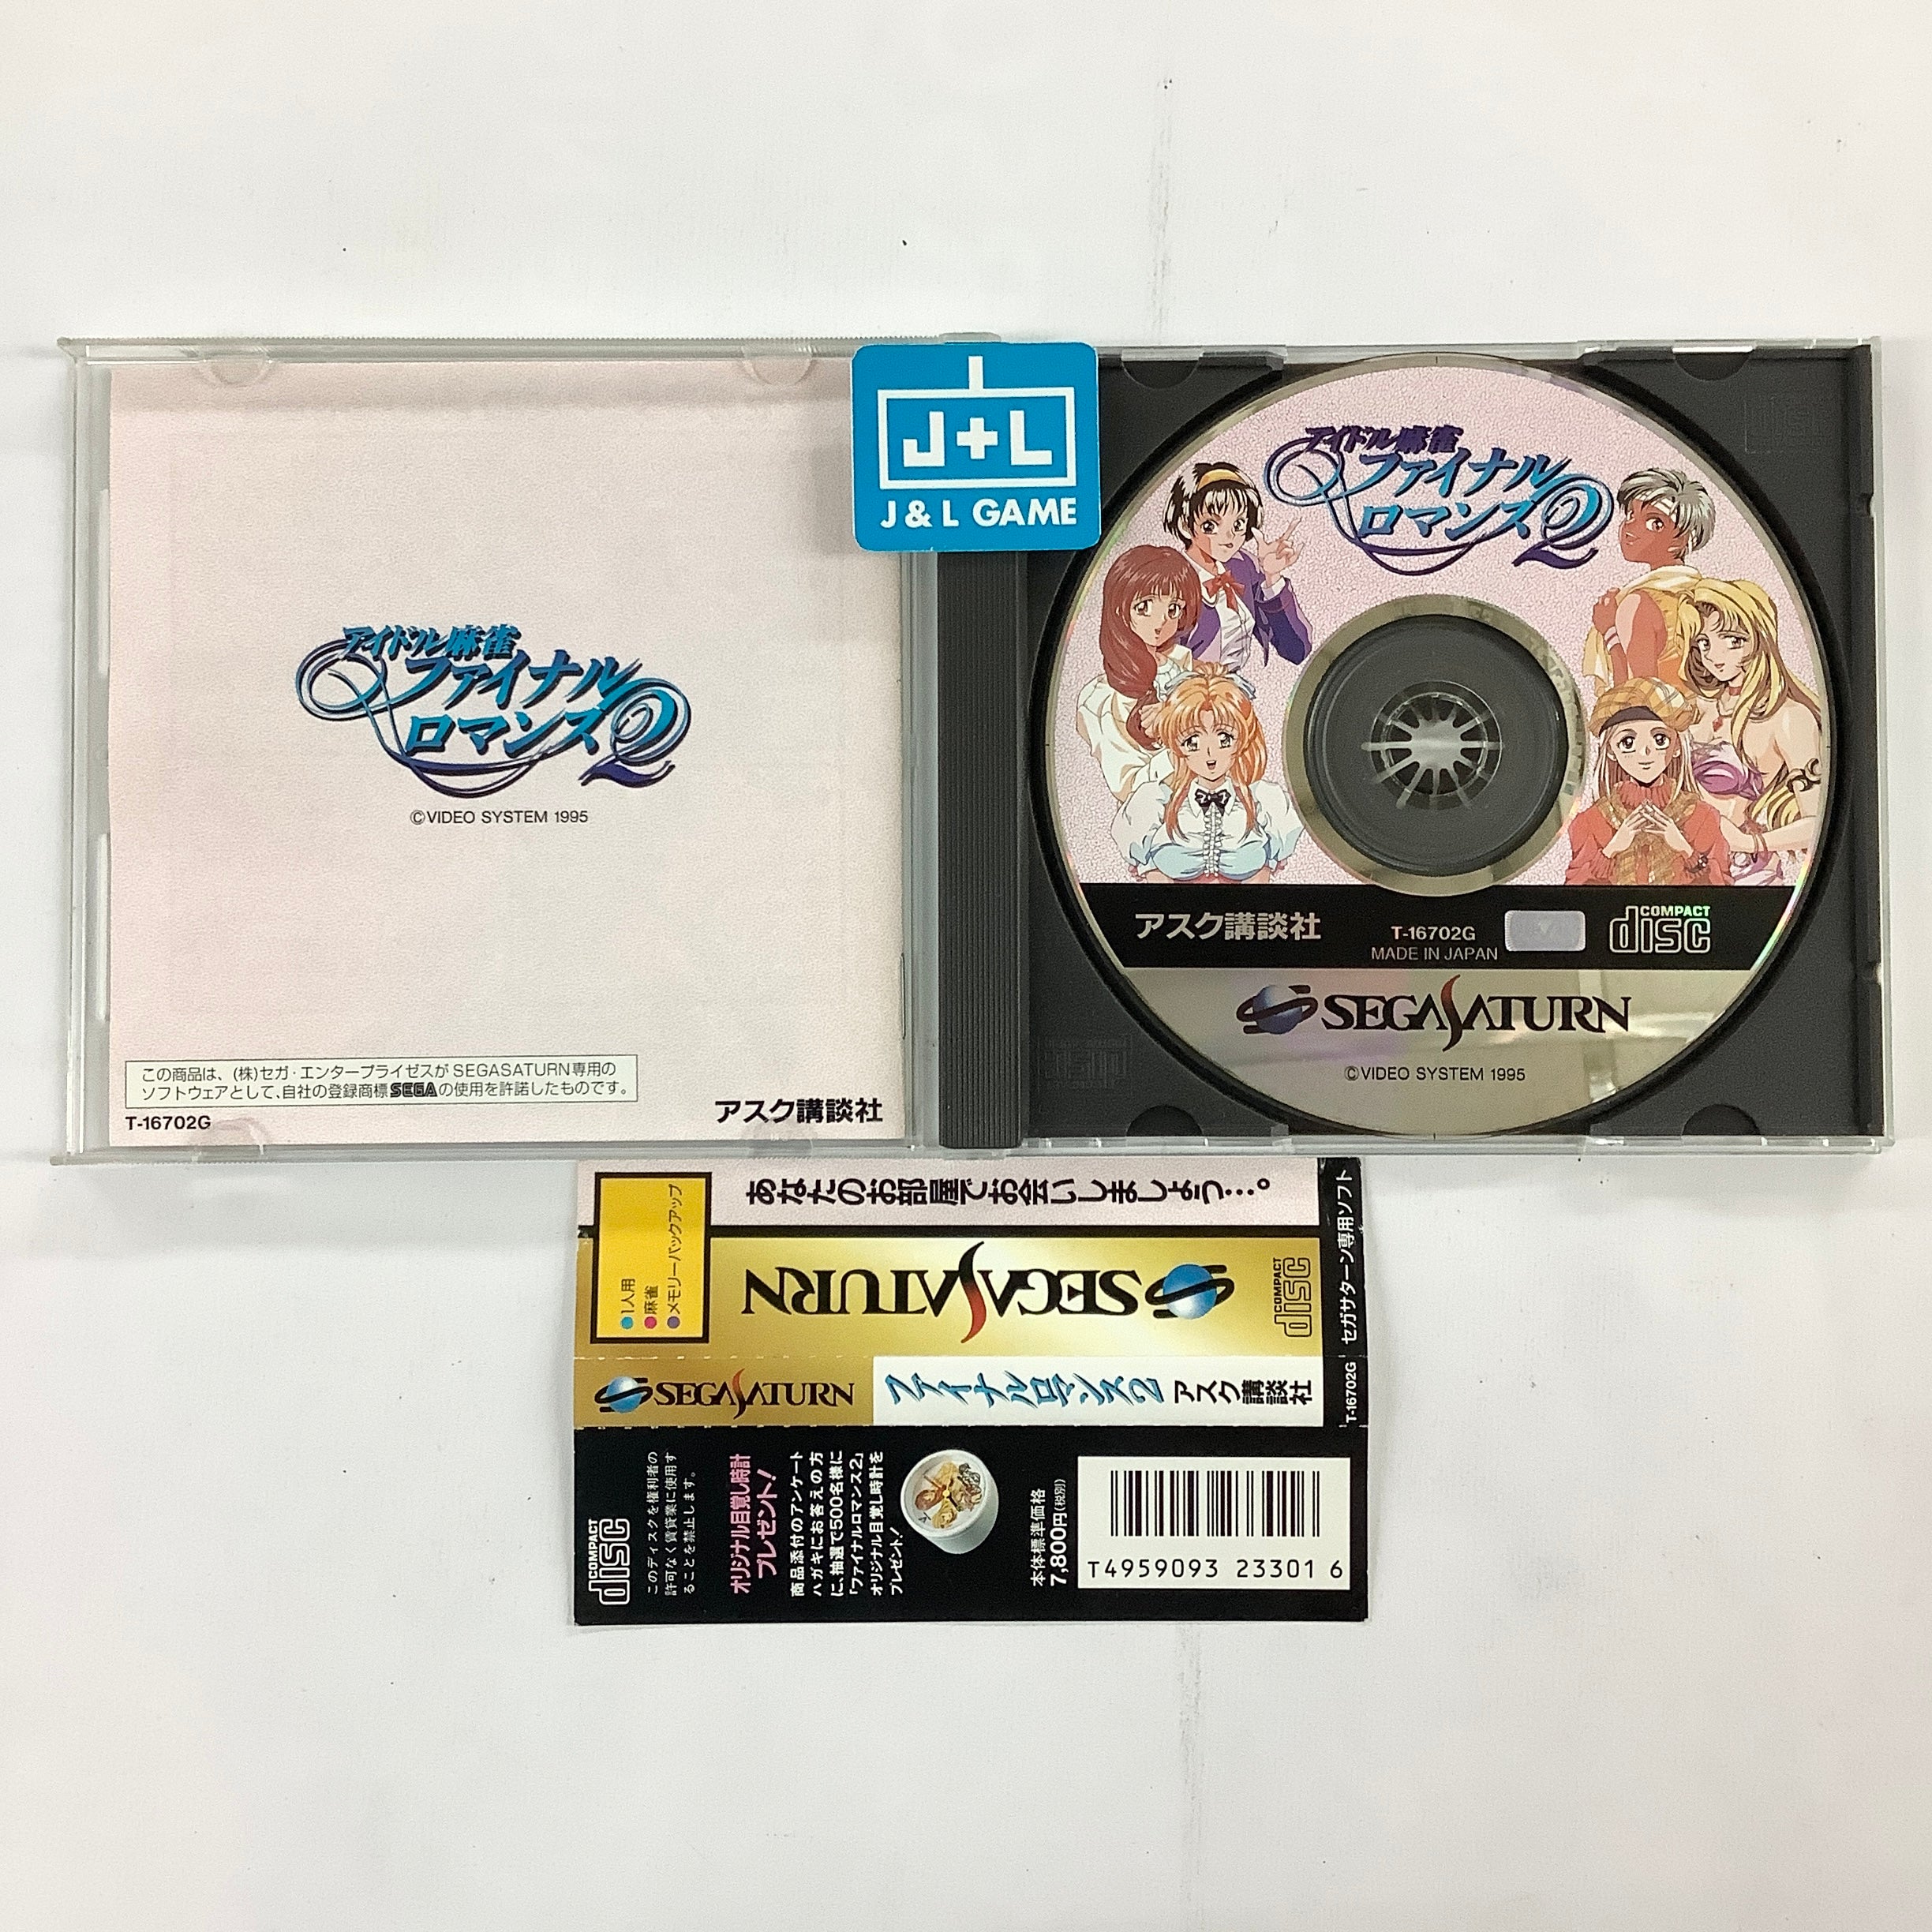 J+L
J & L GAME
アイドル麻雀
ファイナル
ロマンス2
©VIDEO SYSTEM 1995
この商品は、(株)セガ・エンタープライゼスが SEGASATURN専用の
ソフトウェアとして、自社の登録商標SEGAの使用を許諾したものです。
T-16702G
アスク講談社
アイドル麻雀
ファイナル
ロマンス2
アスク講談社
T-16702G
MADE IN JAPAN
COMPACT
disc
SEGASATURN
©VIDEO SYSTEM 1995
あなたのお部屋でお会いしましょう…。
●1人用
●麻雀
●メモリーバックアップ
SEGASATURN
COMPACT
disc
セガサターン専用ソフト
SEGASATURN
ファイナルロマンス2
アスク講談社
T-16702G
COMPACT
disc
このディスクを権利者の
許可なく賃貸業に使用す
ることを禁止します。
オリジナル目覚し時計
プレゼント!
商品添付のアンケート
ハガキにお答えの方
に、抽選で500名様に
「ファイナルロマンス2」
オリジナル目覚し時計を
プレゼント!
本体標準価格
7,800円(税別)
T4959093 23301 6